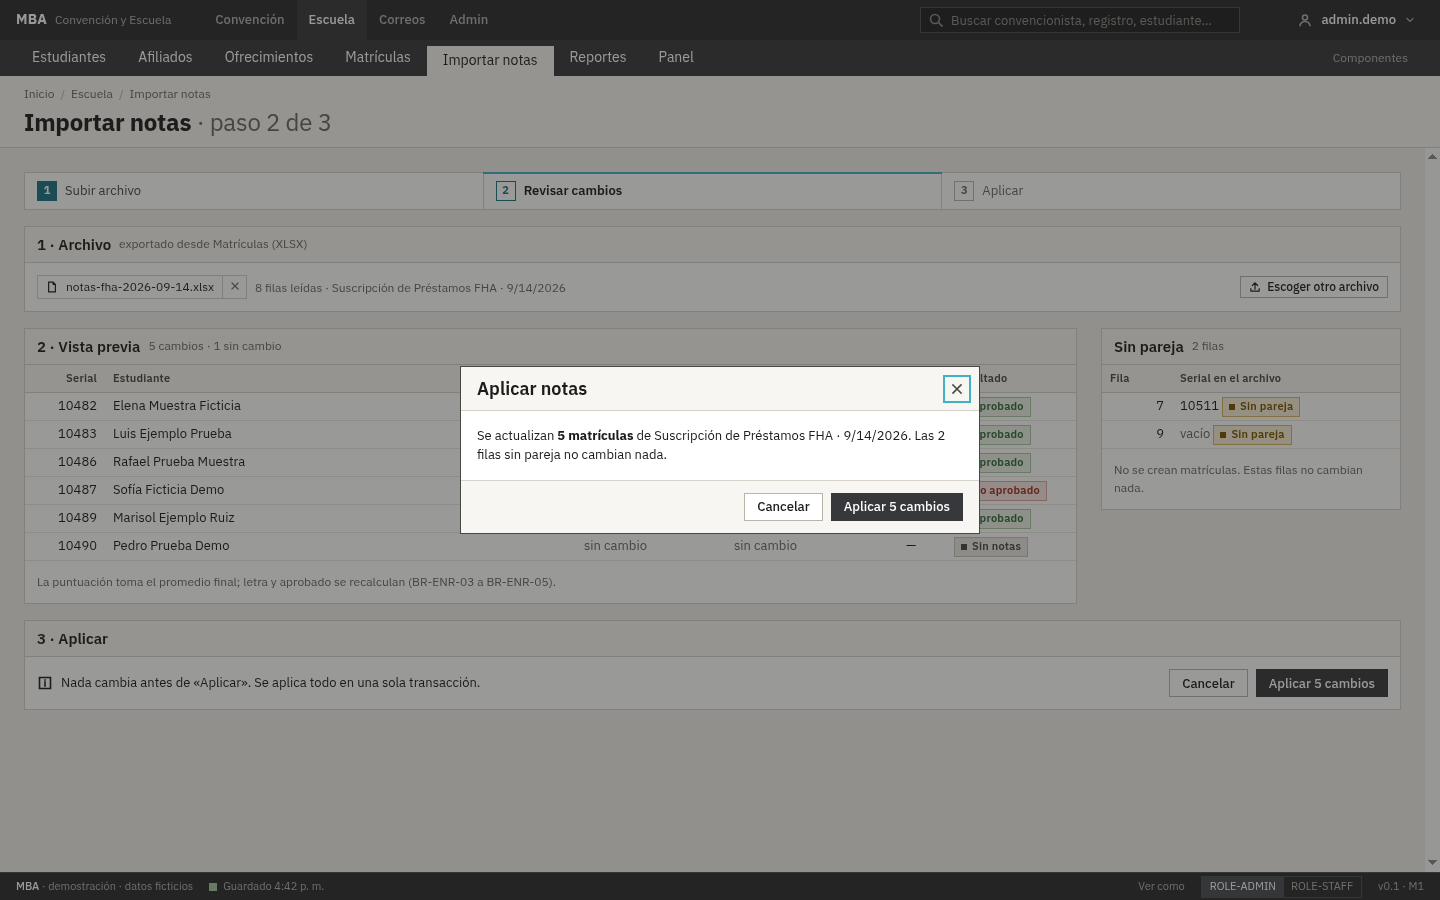 MBA Convención y Escuela Convención Escuela Correos Admin Buscar convencionista, registro, estudiante... admin.demo
Estudiantes Afiliados Ofrecimientos Matrículas Importar notas Reportes Panel Componentes
Inicio / Escuela / Importar notas
Importar notas · paso 2 de 3
1 Subir archivo 2 Revisar cambios 3 Aplicar
1 · Archivo exportado desde Matrículas (XLSX)
notas-fha-2026-09-14.xlsx 8 filas leídas · Suscripción de Préstamos FHA · 9/14/2026 Escoger otro archivo
2 · Vista previa 5 cambios · 1 sin cambio
Serial Estudiante ltado
10482 Elena Muestra Ficticia probado
10483 Luis Ejemplo Prueba probado
10486 Rafael Prueba Muestra probado
10487 Sofía Ficticia Demo o aprobado
10489 Marisol Ejemplo Ruiz probado
10490 Pedro Prueba Demo sin cambio sin cambio — Sin notas
La puntuación toma el promedio final; letra y aprobado se recalculan (BR-ENR-03 a BR-ENR-05).
Sin pareja 2 filas
Fila Serial en el archivo
7 10511 Sin pareja
9 vacío Sin pareja
No se crean matrículas. Estas filas no cambian
nada.
Aplicar notas
Se actualizan 5 matrículas de Suscripción de Préstamos FHA · 9/14/2026. Las 2
filas sin pareja no cambian nada.
Cancelar Aplicar 5 cambios
3 · Aplicar
Nada cambia antes de «Aplicar». Se aplica todo en una sola transacción. Cancelar Aplicar 5 cambios
MBA · demostración · datos ficticios Guardado 4:42 p. m. Ver como ROLE-ADMIN ROLE-STAFF v0.1 · M1